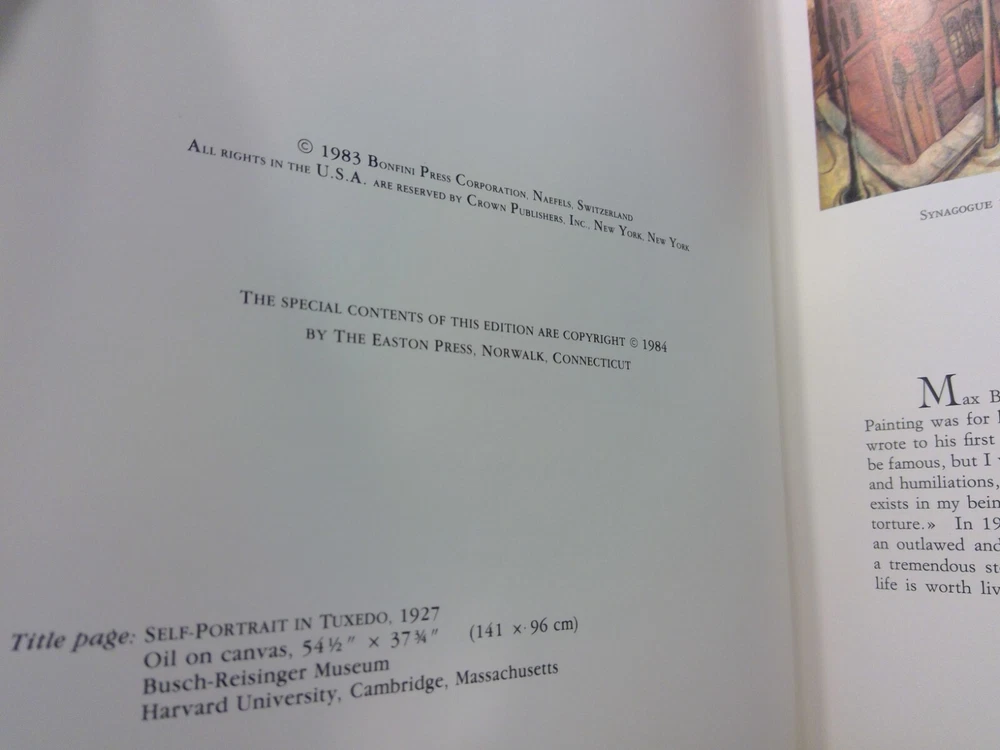 © 1983 Bonfini Press Corporation, Naefels, Switzerland
All rights in the U.S.A. are reserved by Crown Publishers, Inc., New York, New York
The special contents of this edition are copyright © 1984
by The Easton Press, Norwalk, Connecticut
Title page: Self-Portrait in Tuxedo, 1927
Oil on canvas, 54½″ × 37¾″ (141 × 96 cm)
Busch-Reisinger Museum
Harvard University, Cambridge, Massachusetts
Synagogue
Max B
Painting was for
wrote to his first
be famous, but I
and humiliations,
exists in my bein
torture.» In 19
an outlawed and
a tremendous st
life is worth liv